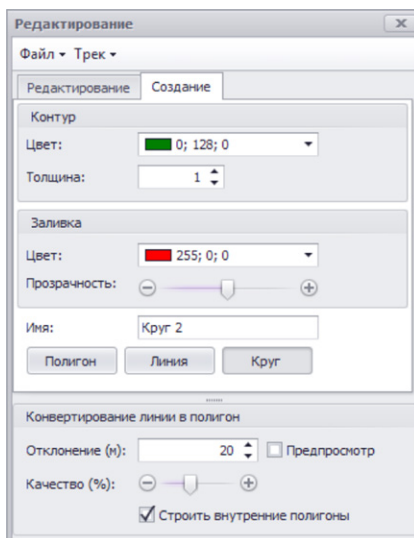 Редактирование
Файл Трек
Редактирование Создание
Контур
Цвет: 0; 128; 0
Толщина: 1
Заливка
Цвет: 255; 0; 0
Прозрачность:
Имя: Круг 2
Полигон Линия Круг
Конвертирование линии в полигон
Отклонение (м): 20 Предпросмотр
Качество (%):
Строить внутренние полигоны